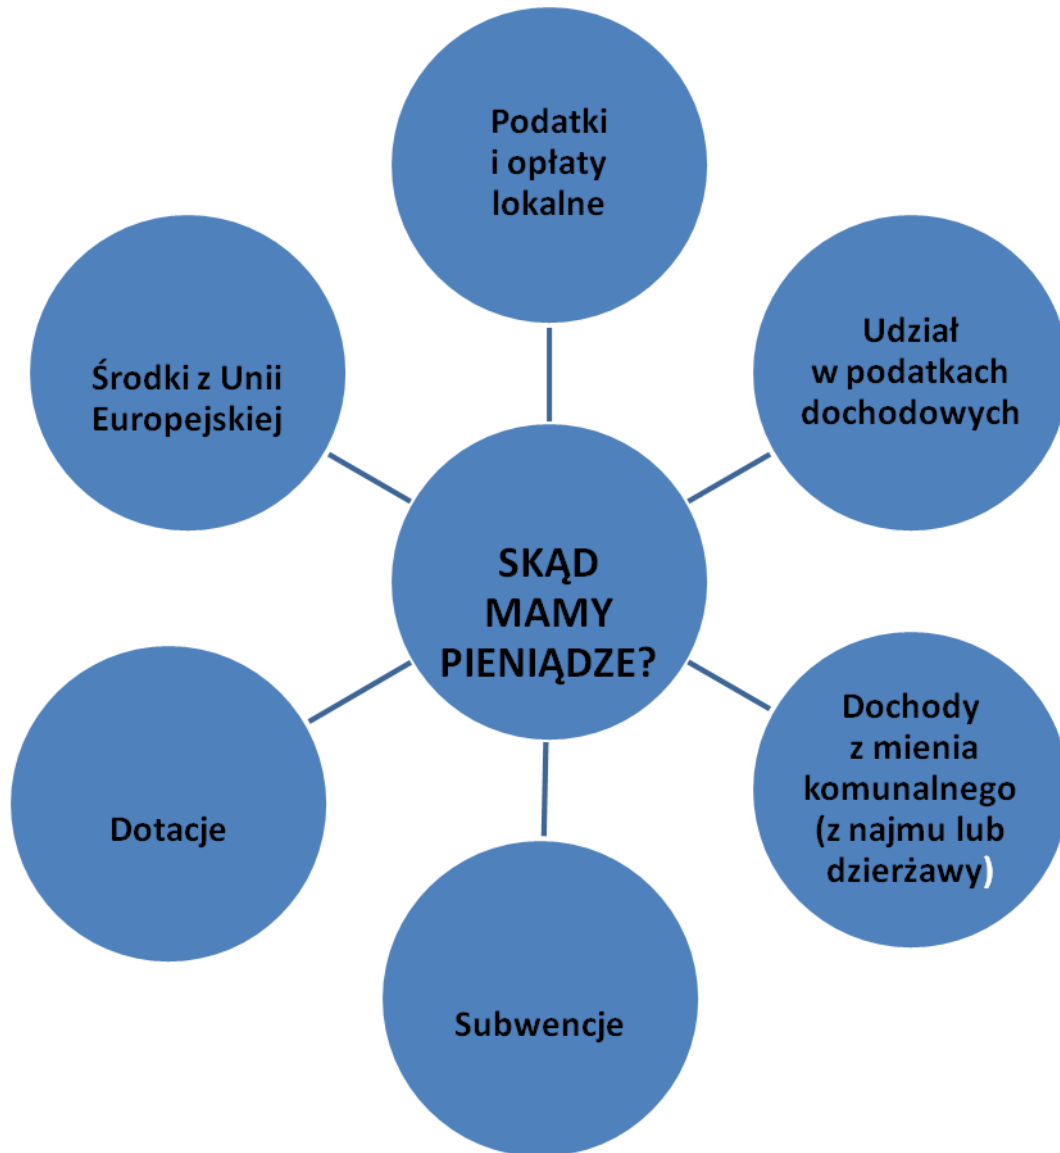 Podatki
i opłaty
lokalne
Udział
w podatkach
dochodowych
Środki z Unii
Europejskiej
SKĄD
MAMY
PIENIĄDZE?
Dochody
z mienia
komunalnego
(z najmu lub
dzierżawy)
Dotacje
Subwencje